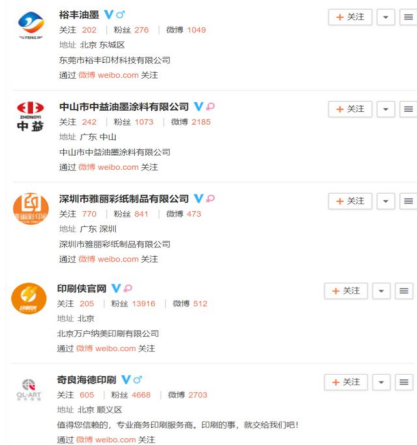 裕丰油墨
+ 关注
关注 202 粉丝 276 微博 1049
地址 北京 东城区
东莞市裕丰印材科技有限公司
通过 微博 weibo.com 关注
中山市中益油墨涂料有限公司
+ 关注
中益
关注 242 粉丝 1073 微博 2185
地址 广东 中山
中山市中益油墨涂料有限公司
通过 微博 weibo.com 关注
深圳市雅丽彩纸制品有限公司
+ 关注
印
关注 770 粉丝 841 微博 473
地址 广东 深圳
深圳市雅丽彩纸制品有限公司
通过 微博 weibo.com 关注
印刷侠官网
+ 关注
关注 205 粉丝 13916 微博 512
地址 北京
北京万户纳美印刷有限公司
通过 微博 weibo.com 关注
奇良海德印刷
+ 关注
QL-ART
关注 605 粉丝 4668 微博 2703
地址 北京 顺义区
值得您信赖的，专业商务印刷服务商。印刷的事，就交给我们吧！
通过 微博 weibo.com 关注